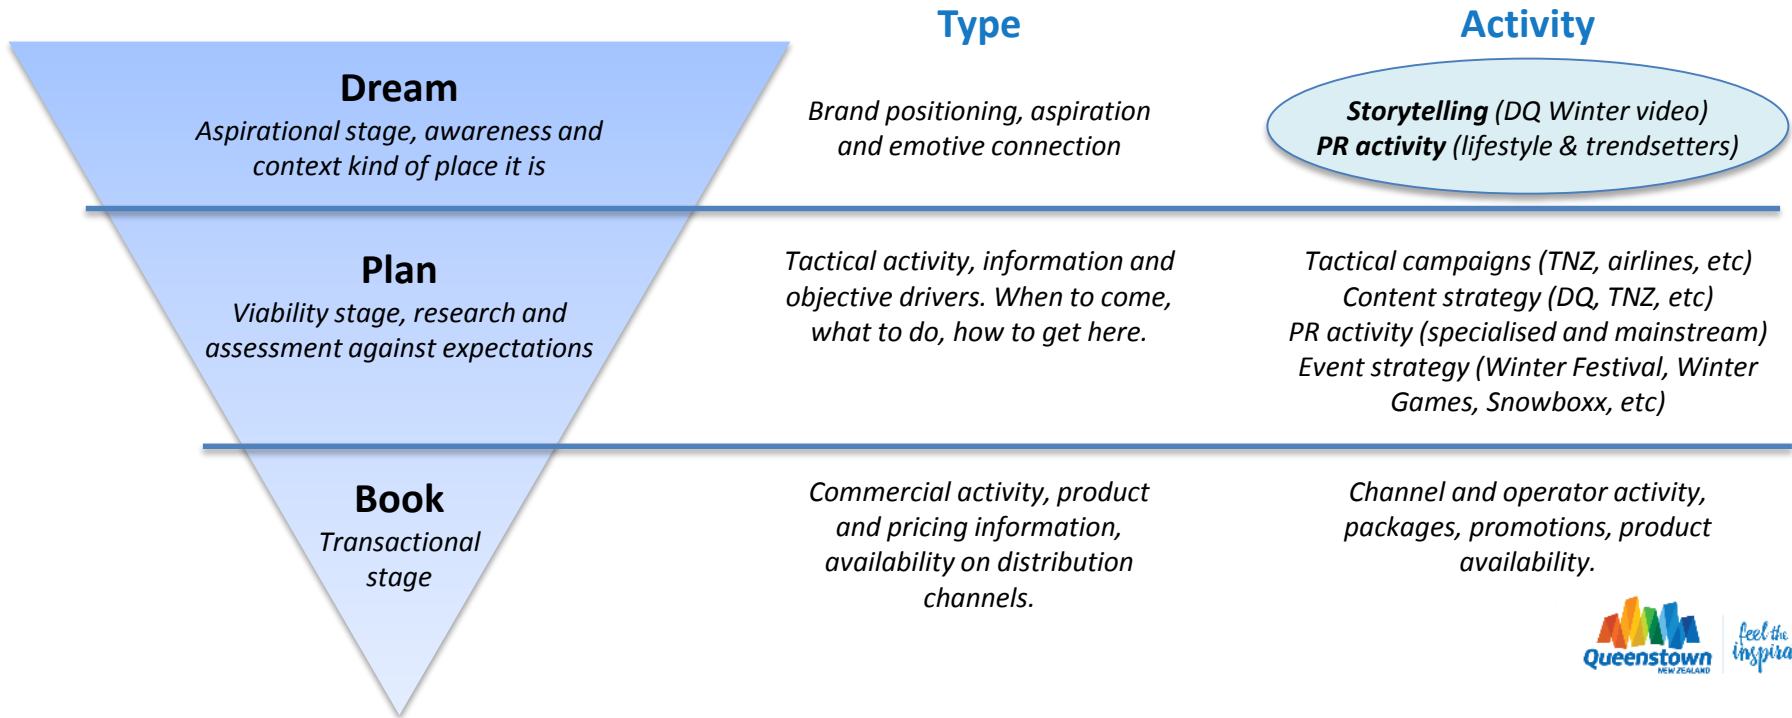 Type
Activity
Dream
Aspirational stage, awareness and
context kind of place it is
Brand positioning, aspiration
and emotive connection
Storytelling (DQ Winter video)
PR activity (lifestyle & trendsetters)
Plan
Viability stage, research and
assessment against expectations
Tactical activity, information and
objective drivers. When to come,
what to do, how to get here.
Tactical campaigns (TNZ, airlines, etc)
Content strategy (DQ, TNZ, etc)
PR activity (specialised and mainstream)
Event strategy (Winter Festival, Winter
Games, Snowboxx, etc)
Book
Transactional
stage
Commercial activity, product
and pricing information,
availability on distribution
channels.
Channel and operator activity,
packages, promotions, product
availability.
Queenstown
NEW ZEALAND
feel the